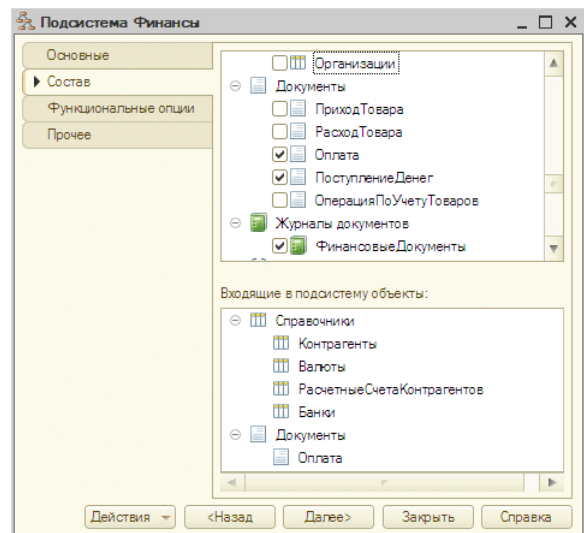 Подсистема Финансы
Основные
Состав
Функциональные опции
Прочее
Организации
Документы
ПриходТовара
РасходТовара
Оплата
ПоступлениеДенег
ОперацияПоУчетуТоваров
Журналы документов
ФинансовыеДокументы
Входящие в подсистему объекты:
Справочники
Контрагенты
Валюты
РасчетныеСчетаКонтрагентов
Банки
Документы
Оплата
Действия <Назад Далее> Закрыть Справка